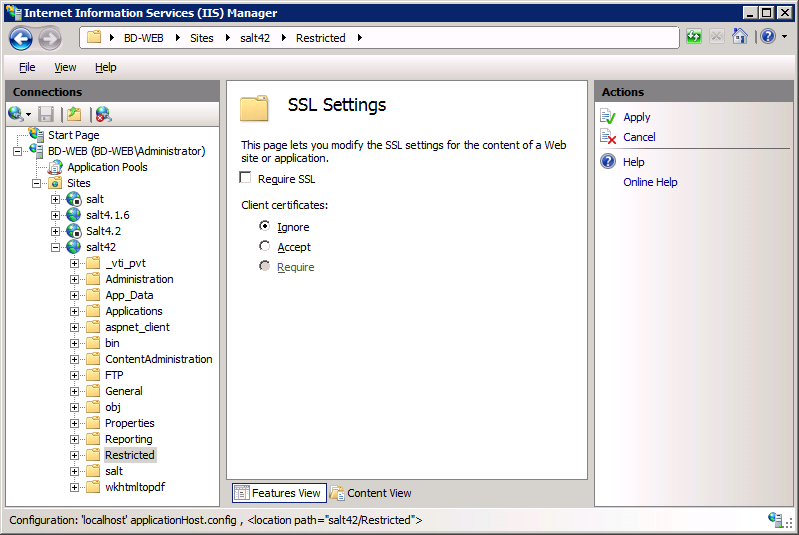 Internet Information Services (IIS) Manager
BD-WEB Sites salt42 Restricted
File View Help
Connections
Start Page
BD-WEB (BD-WEB\Administrator)
Application Pools
Sites
salt
salt4.1.6
Salt4.2
salt42
_vti_pvt
Administration
App_Data
Applications
aspnet_client
bin
ContentAdministration
FTP
General
obj
Properties
Reporting
Restricted
salt
wkhtmltopdf
SSL Settings
This page lets you modify the SSL settings for the content of a Web
site or application.
Require SSL
Client certificates:
Ignore
Accept
Require
Features View Content View
Actions
Apply
Cancel
Help
Online Help
Configuration: 'localhost' applicationHost.config , <location path="salt42/Restricted">